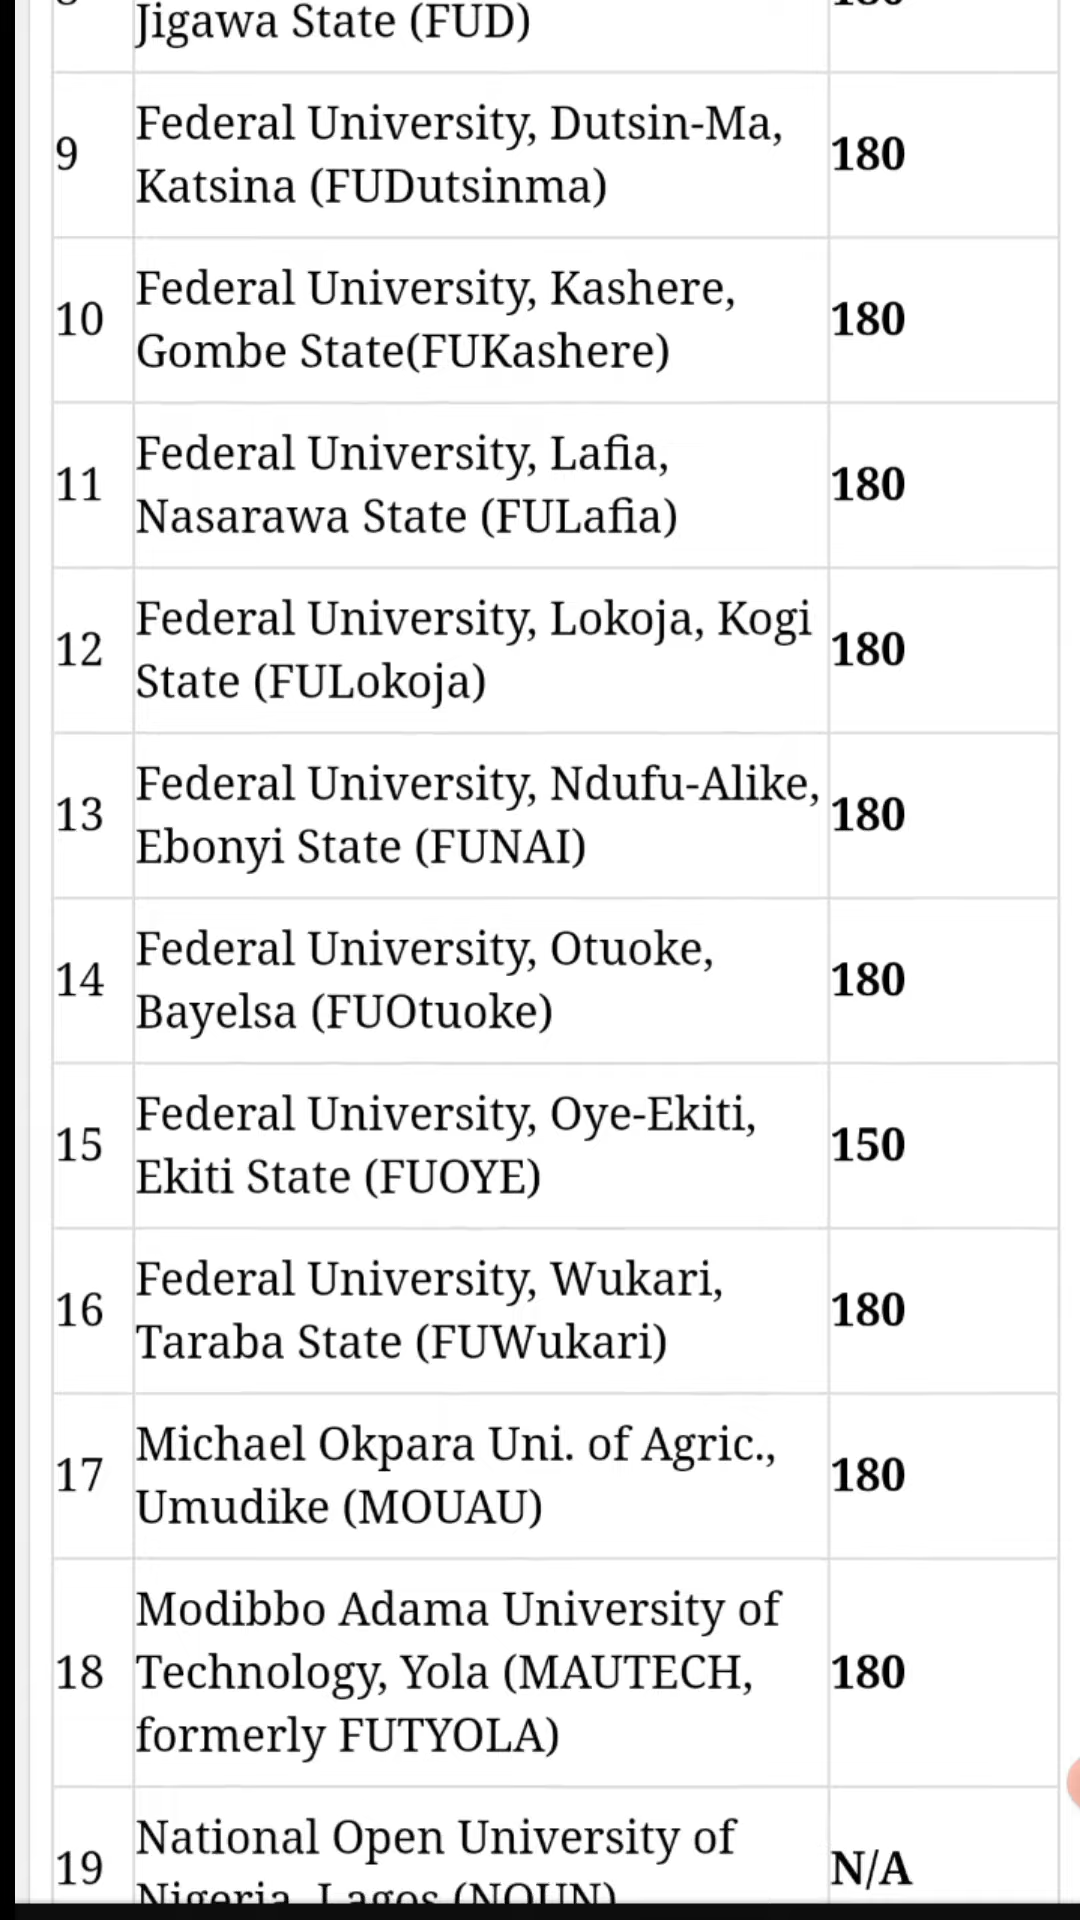 Jigawa State (FUD)
9
Federal University, Dutsin-Ma,
Katsina (FUDutsinma)
180
10
Federal University, Kashere,
Gombe State(FUKashere)
180
11
Federal University, Lafia,
Nasarawa State (FULafia)
180
12
Federal University, Lokoja, Kogi
State (FULokoja)
180
13
Federal University, Ndufu-Alike,
Ebonyi State (FUNAI)
180
14
Federal University, Otuoke,
Bayelsa (FUOtuoke)
180
15
Federal University, Oye-Ekiti,
Ekiti State (FUOYE)
150
16
Federal University, Wukari,
Taraba State (FUWukari)
180
17
Michael Okpara Uni. of Agric.,
Umudike (MOUAU)
180
18
Modibbo Adama University of
Technology, Yola (MAUTECH,
formerly FUTYOLA)
180
19
National Open University of
Nigeria, Lagos (NOUN)
N/A